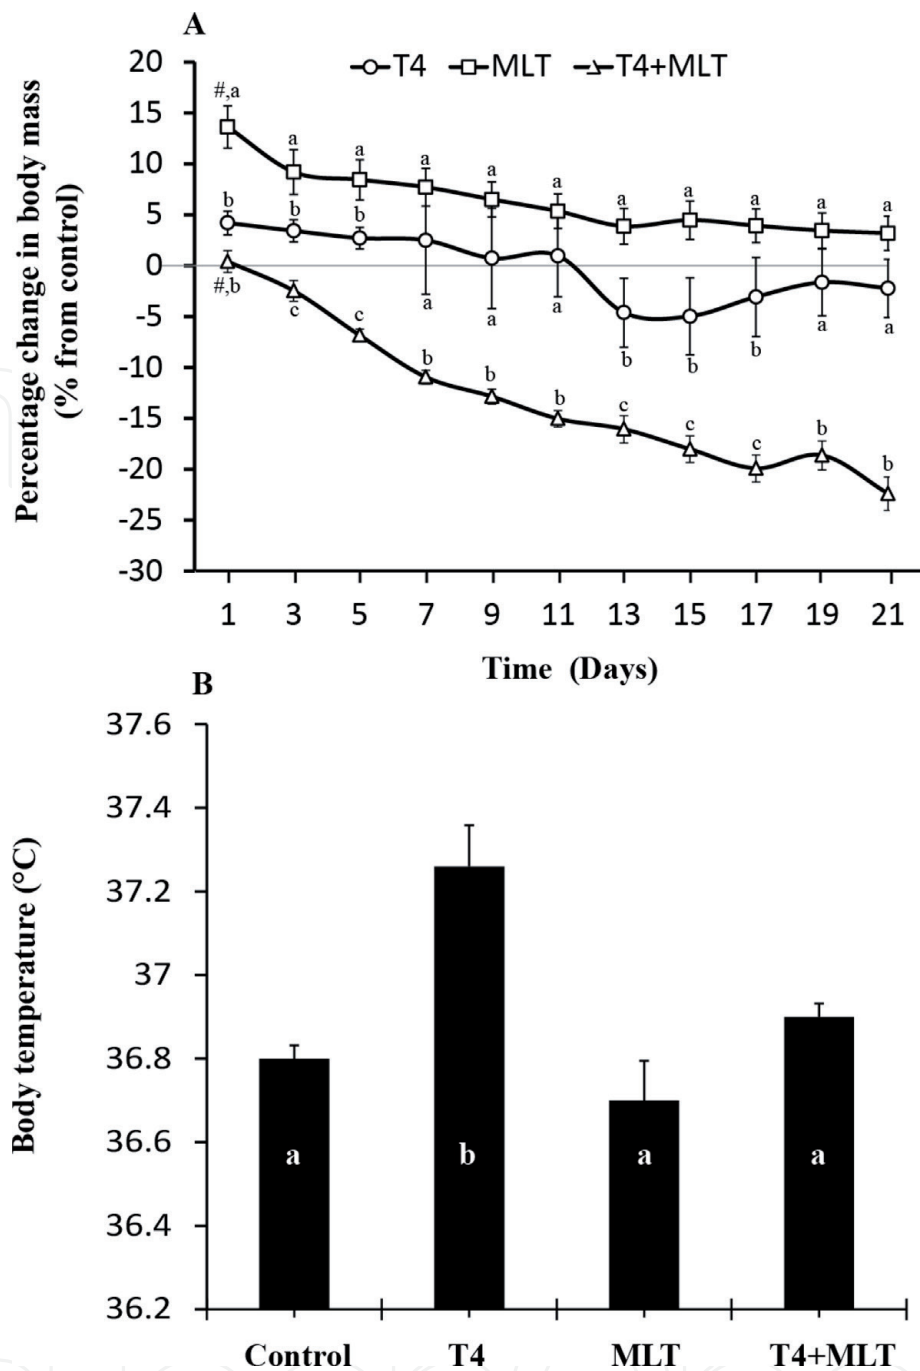 A
T4 MLT T4+MLT
Percentage change in body mass
(% from control)
20
15
10
5
0
-5
-10
-15
-20
-25
-30
#,a a a a a a a a a a a
b b b a a a b b b a a
#,b c c b b b c c c b b
1 3 5 7 9 11 13 15 17 19 21
Time (Days)
B
Body temperature (°C)
37.6
37.4
37.2
37
36.8
36.6
36.4
36.2
a b a a
Control T4 MLT T4+MLT